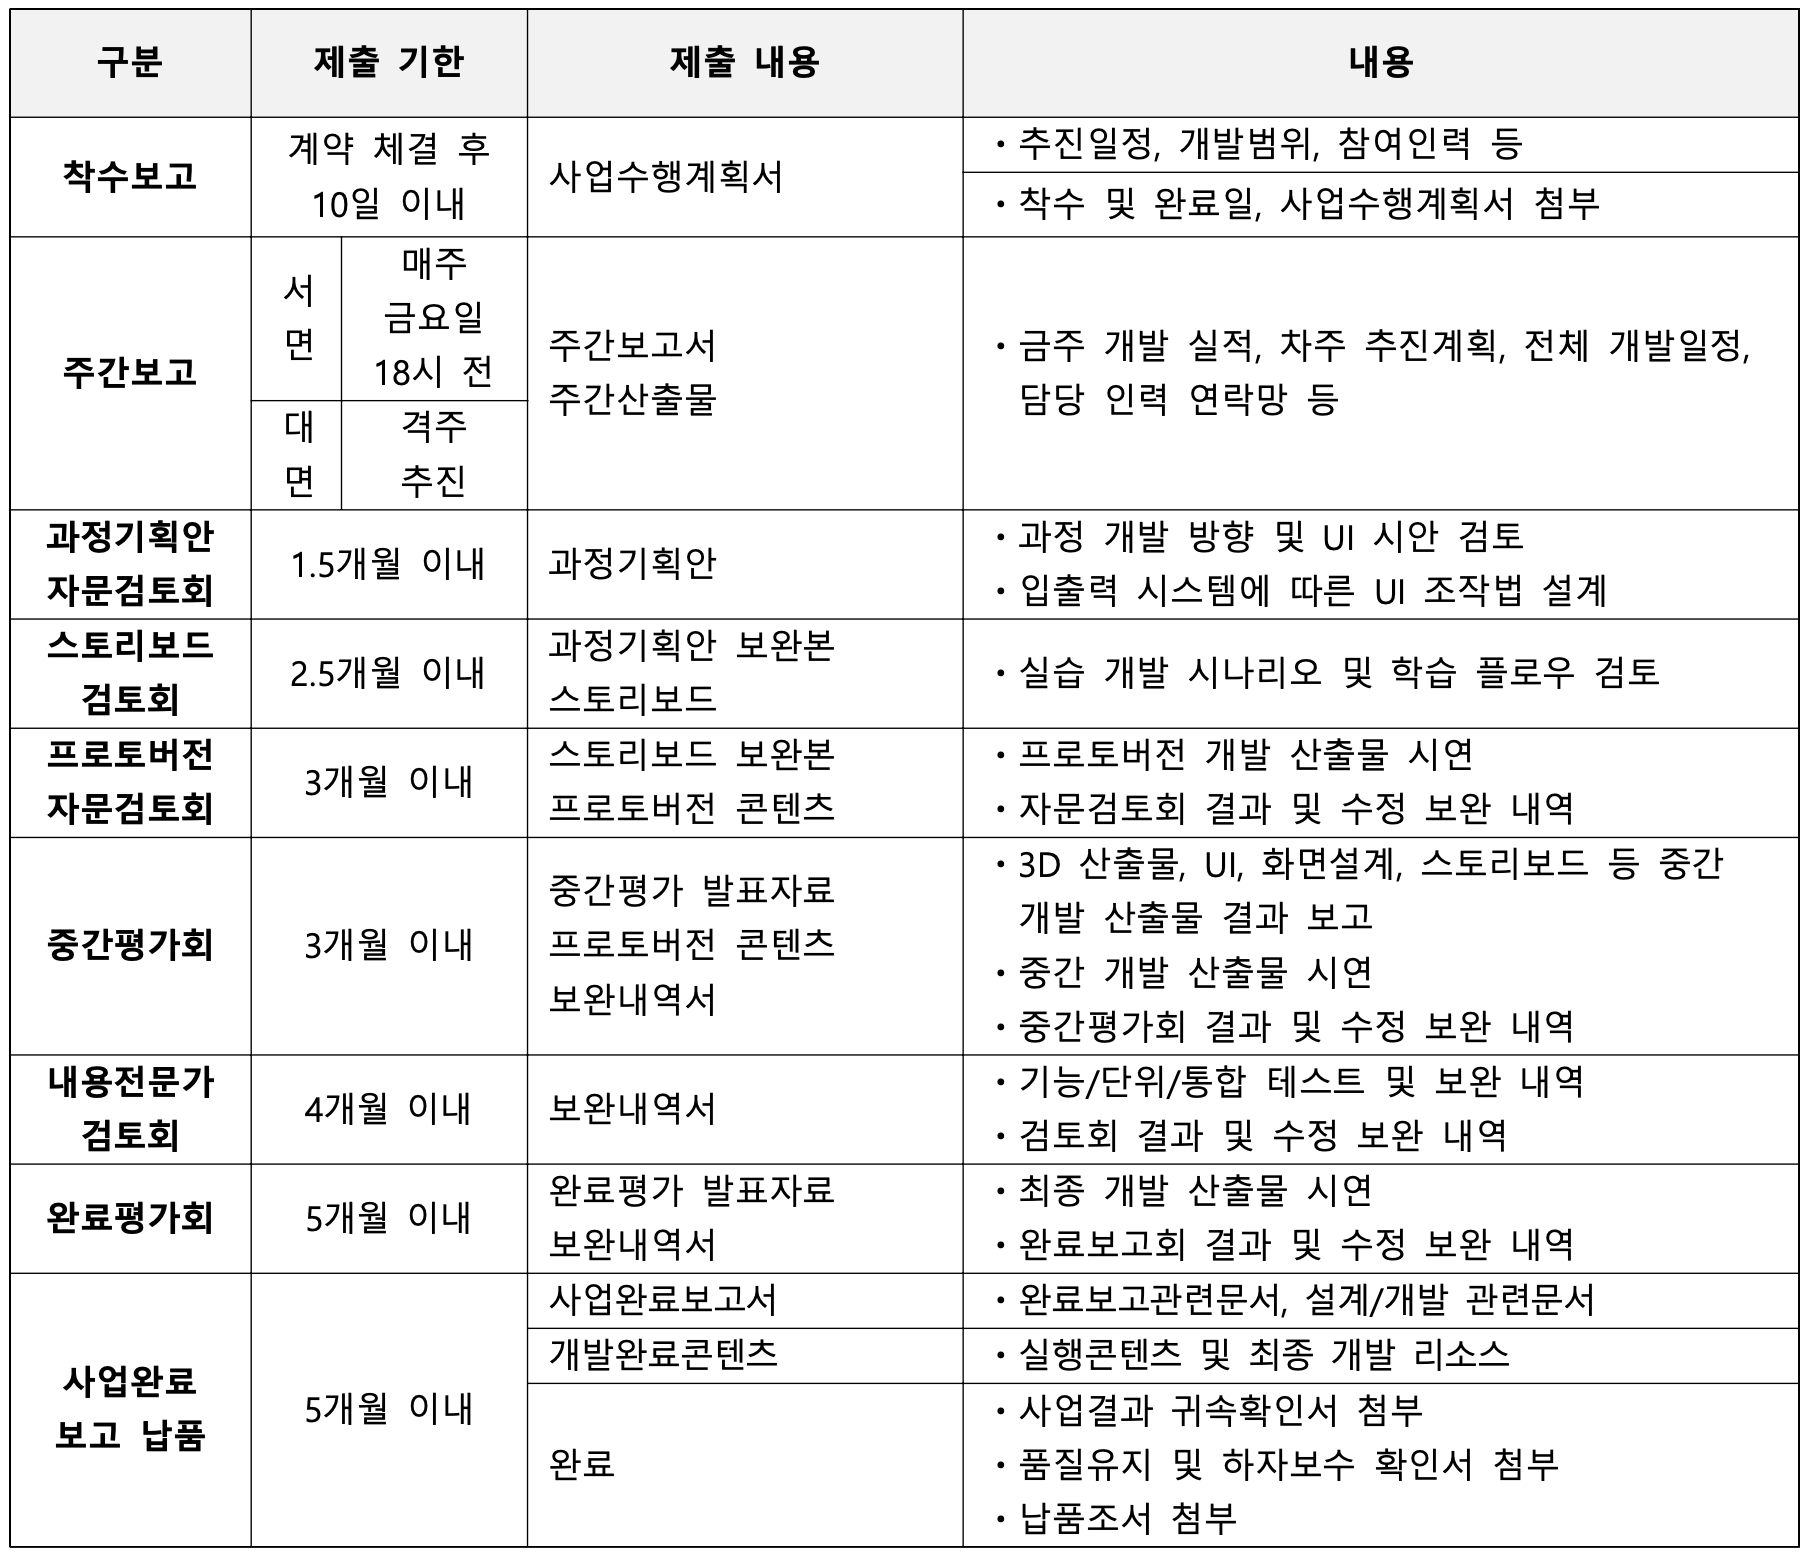 구분 제출 기한 제출 내용 내용
착수보고
계약 체결 후
10일 이내
사업수행계획서
· 추진일정, 개발범위, 참여인력 등
· 착수 및 완료일, 사업수행계획서 첨부
주간보고
서
면
매주
금요일
18시 전
대
면
격주
추진
주간보고서
주간산출물
· 금주 개발 실적, 차주 추진계획, 전체 개발일정,
담당 인력 연락망 등
과정기획안
자문검토회
1.5개월 이내
과정기획안
· 과정 개발 방향 및 UI 시안 검토
· 입출력 시스템에 따른 UI 조작법 설계
스토리보드
검토회
2.5개월 이내
과정기획안 보완본
스토리보드
· 실습 개발 시나리오 및 학습 플로우 검토
프로토버전
자문검토회
3개월 이내
스토리보드 보완본
프로토버전 콘텐츠
· 프로토버전 개발 산출물 시연
· 자문검토회 결과 및 수정 보완 내역
중간평가회
3개월 이내
중간평가 발표자료
프로토버전 콘텐츠
보완내역서
· 3D 산출물, UI, 화면설계, 스토리보드 등 중간
개발 산출물 결과 보고
· 중간 개발 산출물 시연
· 중간평가회 결과 및 수정 보완 내역
내용전문가
검토회
4개월 이내
보완내역서
· 기능/단위/통합 테스트 및 보완 내역
· 검토회 결과 및 수정 보완 내역
완료평가회
5개월 이내
완료평가 발표자료
보완내역서
· 최종 개발 산출물 시연
· 완료보고회 결과 및 수정 보완 내역
사업완료
보고 납품
5개월 이내
사업완료보고서
· 완료보고관련문서, 설계/개발 관련문서
개발완료콘텐츠
· 실행콘텐츠 및 최종 개발 리소스
완료
· 사업결과 귀속확인서 첨부
· 품질유지 및 하자보수 확인서 첨부
· 납품조서 첨부